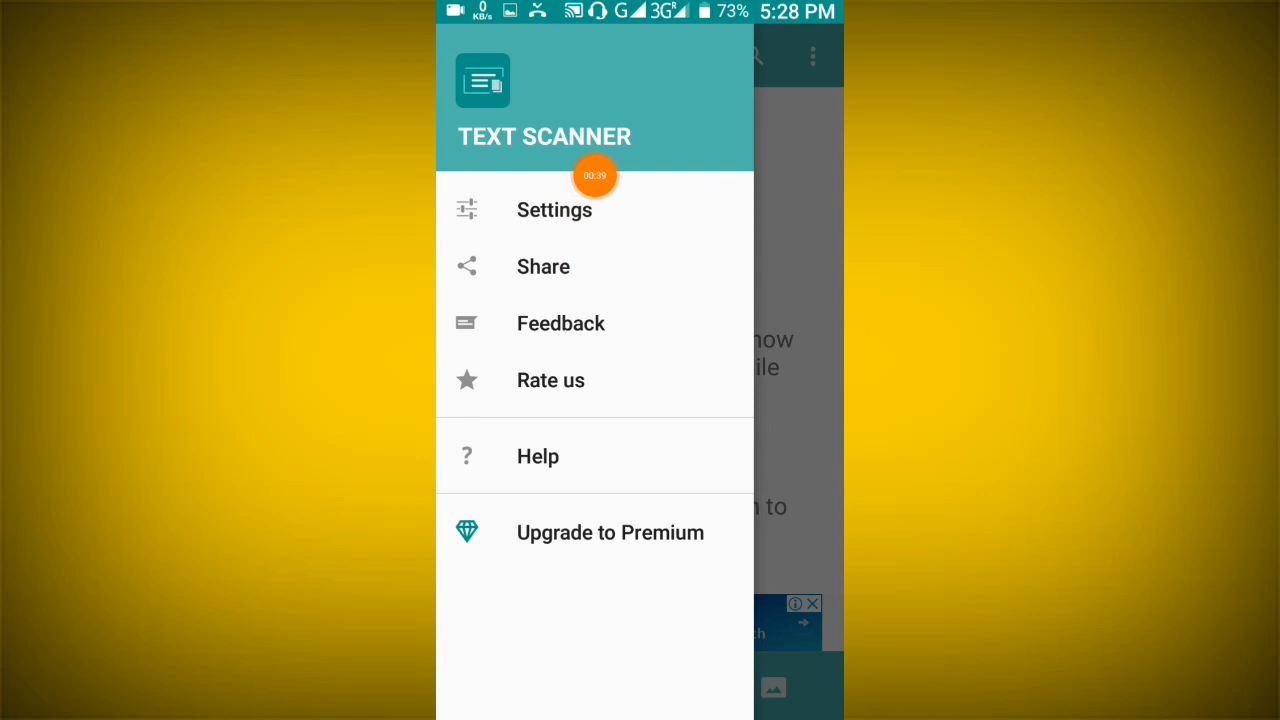 0 KB/s G 3G R 73% 5:28 PM
TEXT SCANNER
00:39
Settings
Share
Feedback
Rate us
Help
Upgrade to Premium
now
ile
to